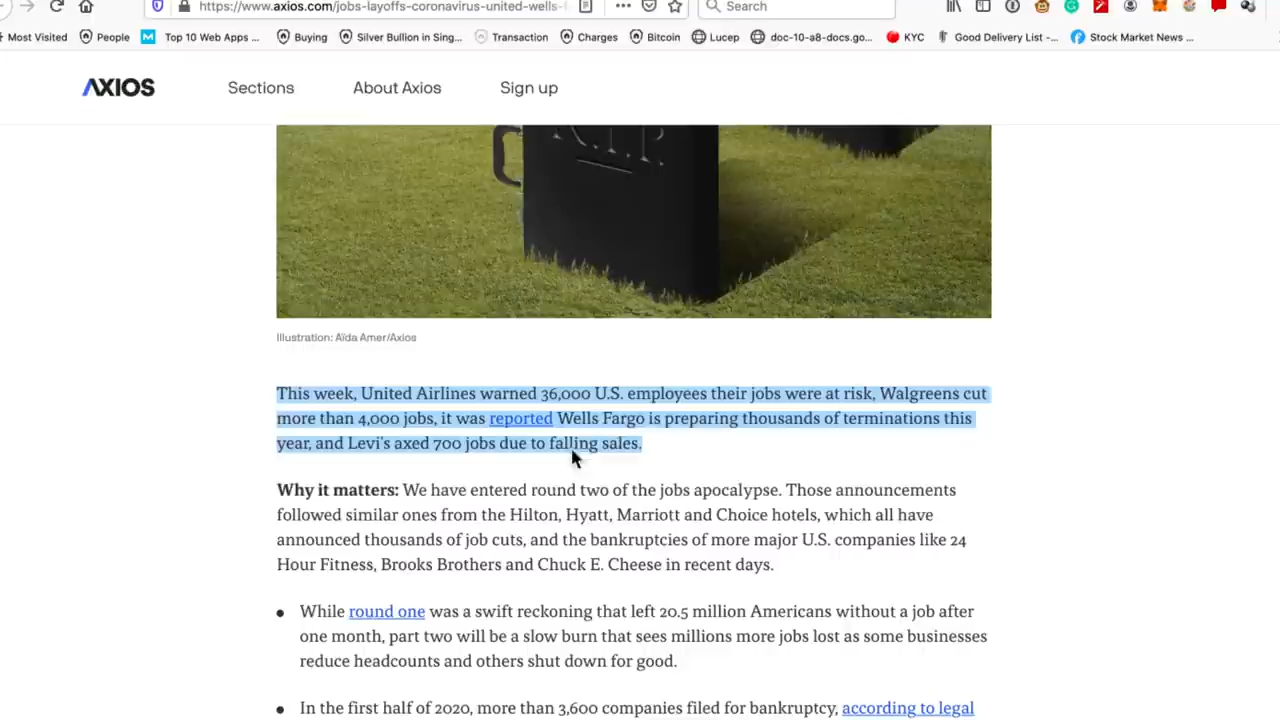 https://www.axios.com/jobs-layoffs-coronavirus-united-wells-f
Search
Most Visited
People
Top 10 Web Apps ...
Buying
Silver Bullion in Sing...
Transaction
Charges
Bitcoin
Lucep
doc-10-a8-docs.go...
KYC
Good Delivery List -...
Stock Market News ...
AXIOS
Sections
About Axios
Sign up
R.I.P.
Illustration: Aïda Amer/Axios
This week, United Airlines warned 36,000 U.S. employees their jobs were at risk, Walgreens cut
more than 4,000 jobs, it was reported Wells Fargo is preparing thousands of terminations this
year, and Levi's axed 700 jobs due to falling sales.
Why it matters: We have entered round two of the jobs apocalypse. Those announcements
followed similar ones from the Hilton, Hyatt, Marriott and Choice hotels, which all have
announced thousands of job cuts, and the bankruptcies of more major U.S. companies like 24
Hour Fitness, Brooks Brothers and Chuck E. Cheese in recent days.
While round one was a swift reckoning that left 20.5 million Americans without a job after
one month, part two will be a slow burn that sees millions more jobs lost as some businesses
reduce headcounts and others shut down for good.
In the first half of 2020, more than 3,600 companies filed for bankruptcy, according to legal